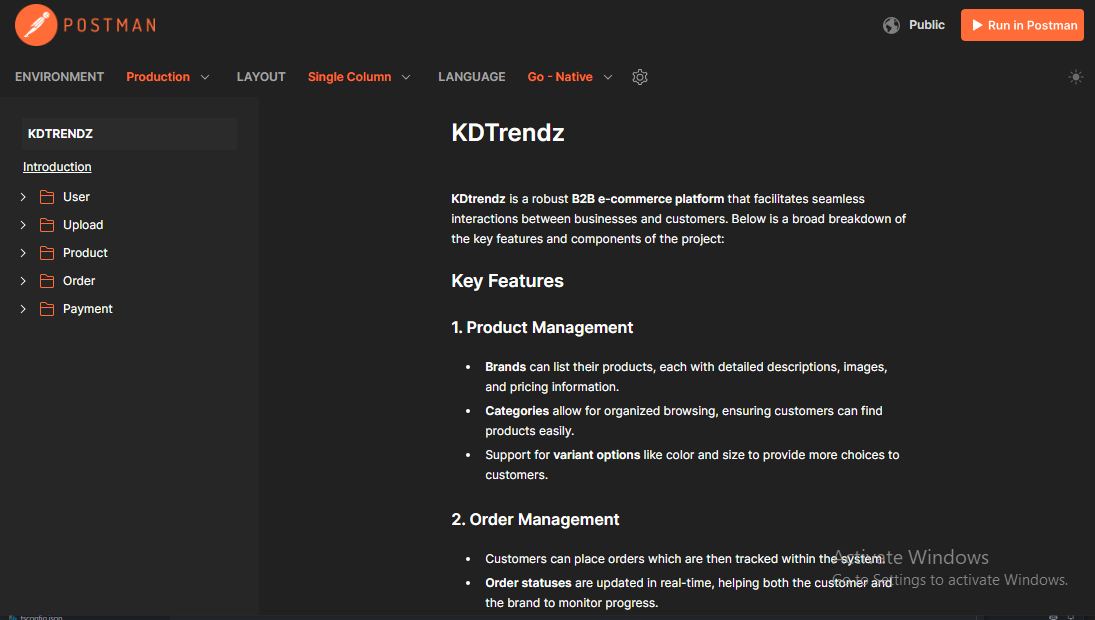 POSTMAN
Public
Run in Postman
ENVIRONMENT Production LAYOUT Single Column LANGUAGE Go - Native
KDTRENDZ
Introduction
User
Upload
Product
Order
Payment
KDTrendz
KDtrendz is a robust B2B e-commerce platform that facilitates seamless
interactions between businesses and customers. Below is a broad breakdown of
the key features and components of the project:
Key Features
1. Product Management
• Brands can list their products, each with detailed descriptions, images,
and pricing information.
• Categories allow for organized browsing, ensuring customers can find
products easily.
• Support for variant options like color and size to provide more choices to
customers.
2. Order Management
• Customers can place orders which are then tracked within the system.
• Order statuses are updated in real-time, helping both the customer and
the brand to monitor progress.
Activate Windows
Go to Settings to activate Windows.
tsconfig.json